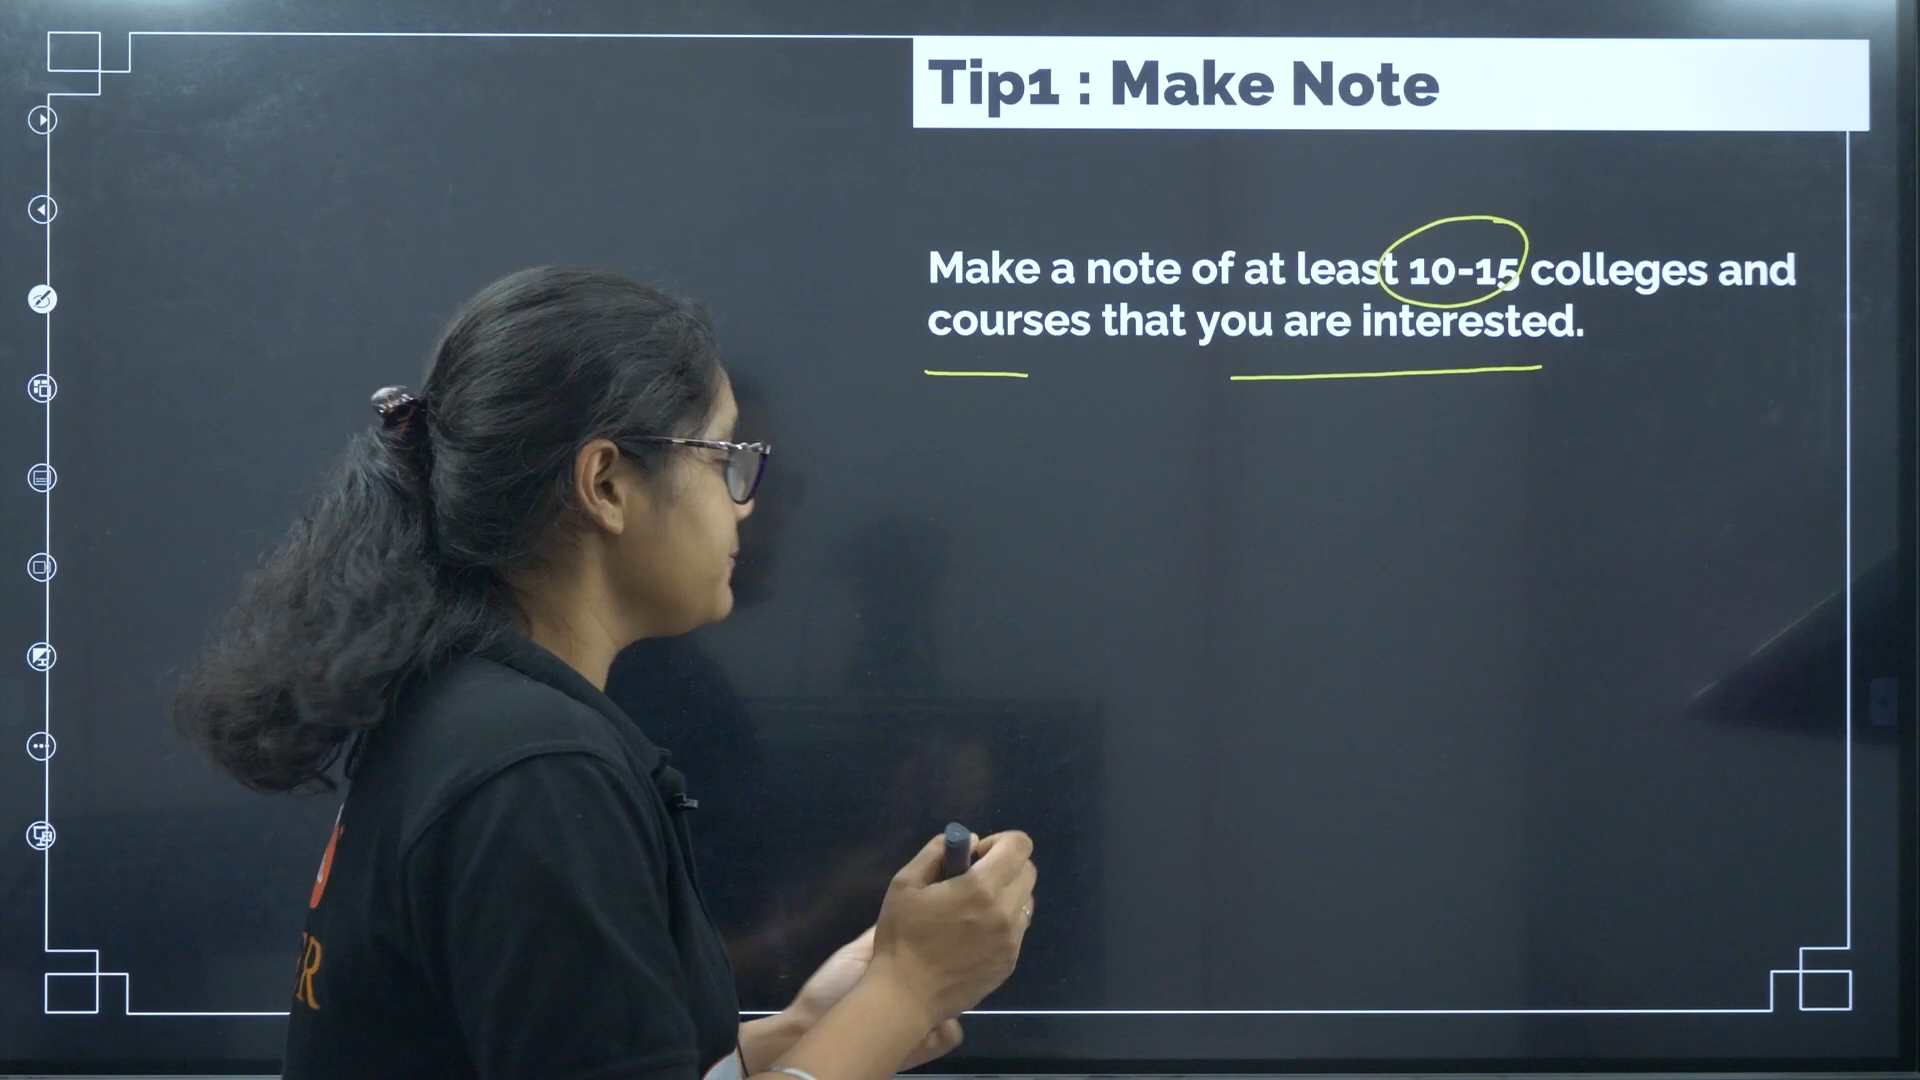 Tip1 : Make Note
Make a note of at least 10-15 colleges and
courses that you are interested.